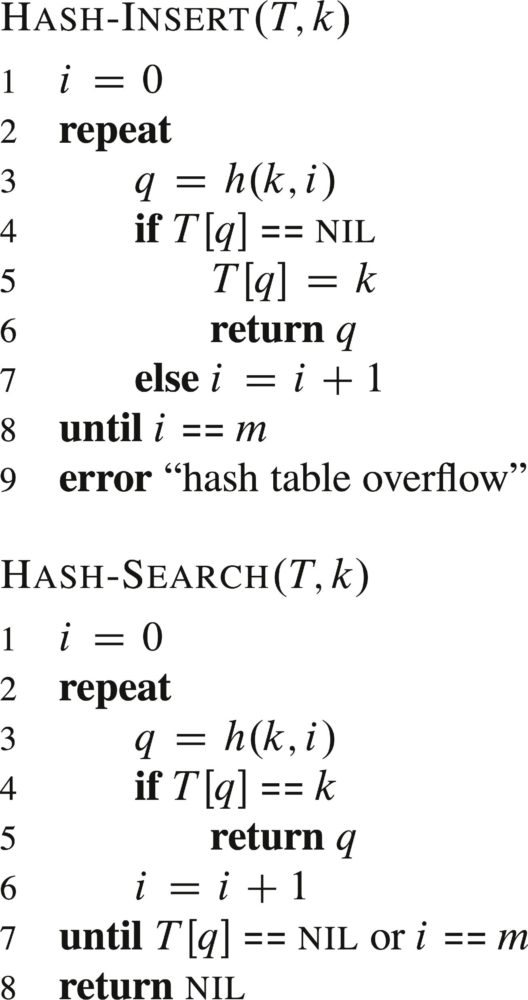 HASH-INSERT(T, k)
1 i = 0
2 repeat
3 q = h(k, i)
4 if T[q] == NIL
5 T[q] = k
6 return q
7 else i = i + 1
8 until i == m
9 error “hash table overflow”
HASH-SEARCH(T, k)
1 i = 0
2 repeat
3 q = h(k, i)
4 if T[q] == k
5 return q
6 i = i + 1
7 until T[q] == NIL or i == m
8 return NIL